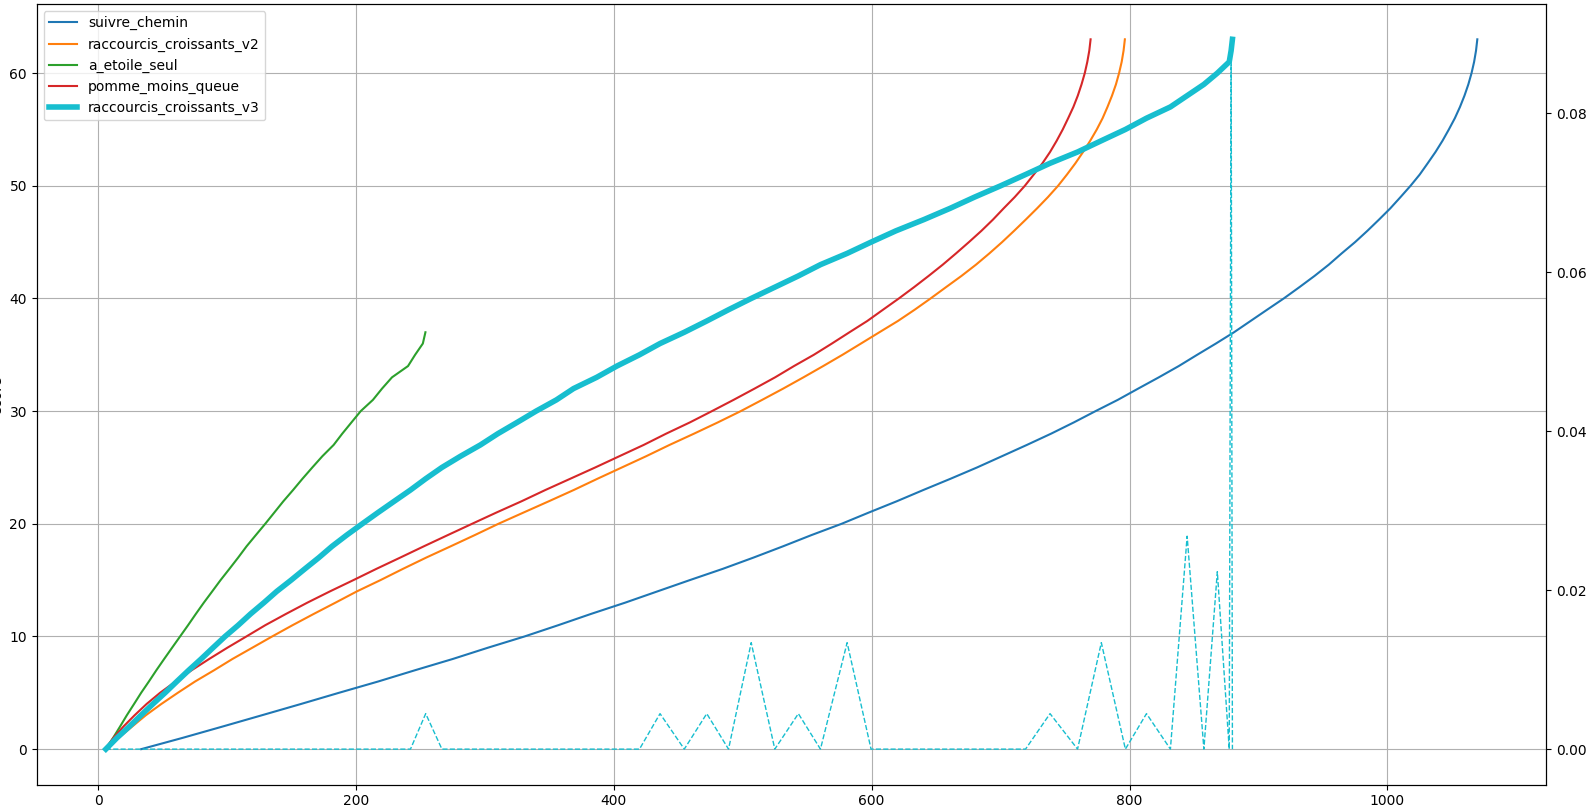 suivre_chemin
raccourcis_croissants_v2
a_etoile_seul
pomme_moins_queue
raccourcis_croissants_v3
60
50
40
30
20
10
0
0.08
0.06
0.04
0.02
0.00
0 200 400 600 800 1000